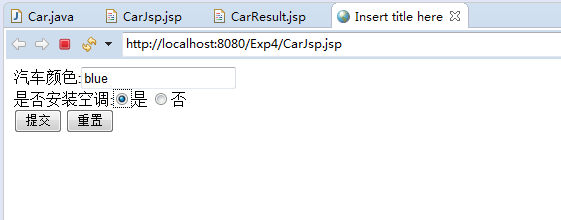 Car.java CarJsp.jsp CarResult.jsp Insert title here
http://localhost:8080/Exp4/CarJsp.jsp
汽车颜色:blue
是否安装空调:是 否
提交 重置